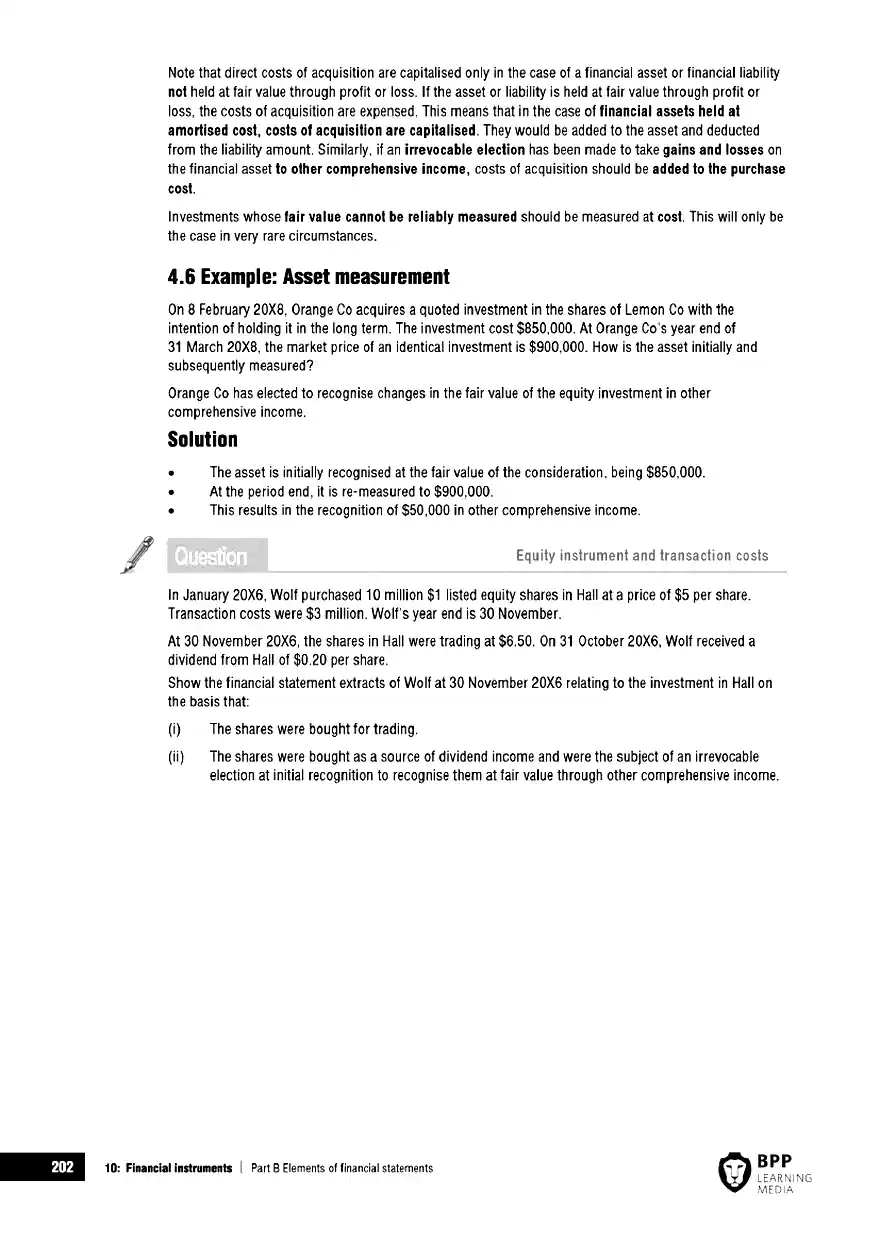 Note that direct costs of acquisition are capitalised only in the case of a financial asset or financial liability
not held at fair value through profit or loss. If the asset or liability is held at fair value through profit or
loss, the costs of acquisition are expensed. This means that in the case of financial assets held at
amortised cost, costs of acquisition are capitalised. They would be added to the asset and deducted
from the liability amount. Similarly, if an irrevocable election has been made to take gains and losses on
the financial asset to other comprehensive income, costs of acquisition should be added to the purchase
cost.
Investments whose fair value cannot be reliably measured should be measured at cost. This will only be
the case in very rare circumstances.
4.6 Example: Asset measurement
On 8 February 20X8, Orange Co acquires a quoted investment in the shares of Lemon Co with the
intention of holding it in the long term. The investment cost $850,000. At Orange Co's year end of
31 March 20X8, the market price of an identical investment is $900,000. How is the asset initially and
subsequently measured?
Orange Co has elected to recognise changes in the fair value of the equity investment in other
comprehensive income.
Solution
• The asset is initially recognised at the fair value of the consideration, being $850,000.
• At the period end, it is re-measured to $900,000.
• This results in the recognition of $50,000 in other comprehensive income.
Question Equity instrument and transaction costs
In January 20X6, Wolf purchased 10 million $1 listed equity shares in Hall at a price of $5 per share.
Transaction costs were $3 million. Wolf's year end is 30 November.
At 30 November 20X6, the shares in Hall were trading at $6.50. On 31 October 20X6, Wolf received a
dividend from Hall of $0.20 per share.
Show the financial statement extracts of Wolf at 30 November 20X6 relating to the investment in Hall on
the basis that:
(i) The shares were bought for trading.
(ii) The shares were bought as a source of dividend income and were the subject of an irrevocable
election at initial recognition to recognise them at fair value through other comprehensive income.
202 10: Financial instruments | Part B Elements of financial statements
BPP
LEARNING
MEDIA